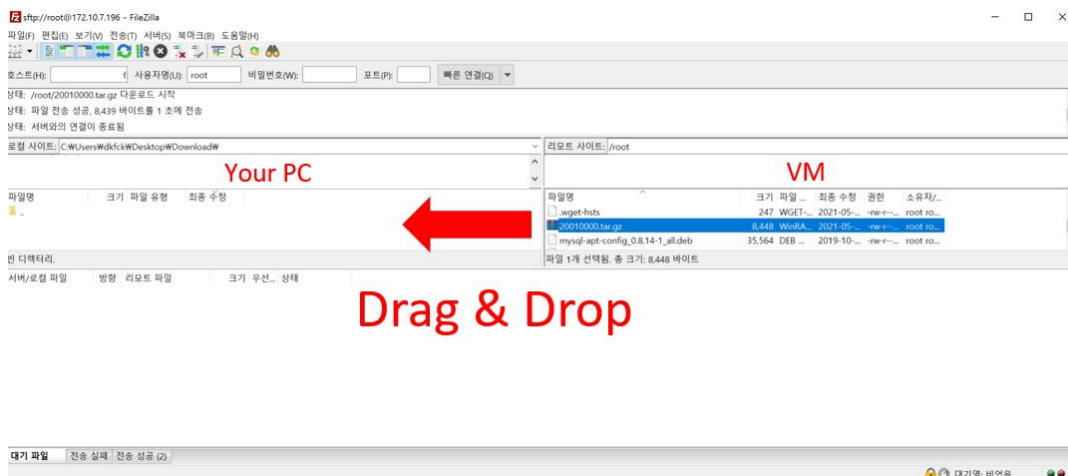 sftp://root@172.10.7.196 - FileZilla
파일(F) 편집(E) 보기(V) 전송(T) 서버(S) 북마크(B) 도움말(H)
호스트(H): 6 사용자명(U): root 비밀번호(W): 포트(P): 빠른 연결(Q)
상태: /root/20010000.tar.gz 다운로드 시작
상태: 파일 전송 성공, 8,439 바이트를 1 초에 전송
상태: 서버와의 연결이 종료됨
로컬 사이트: C:₩Users₩dkfck₩Desktop₩Download₩
리모트 사이트: /root
Your PC
VM
파일명 크기 파일 유형 최종 수정
..
빈 디렉터리.
파일명 크기 파일 ... 최종 수정 권한 소유자/...
.wget-hsts 247 WGET-... 2021-05-... -rw-r--... root ro...
20010000.tar.gz 8,448 WinRA... 2021-05-... -rw-r--... root ro...
mysql-apt-config_0.8.14-1_all.deb 35,564 DEB ... 2019-10-... -rw-r--... root ro...
파일 1개 선택됨. 총 크기: 8,448 바이트
서버/로컬 파일 방향 리모트 파일 크기 우선... 상태
Drag & Drop
대기 파일 전송 실패 전송 성공 (2)
대기열: 비었음